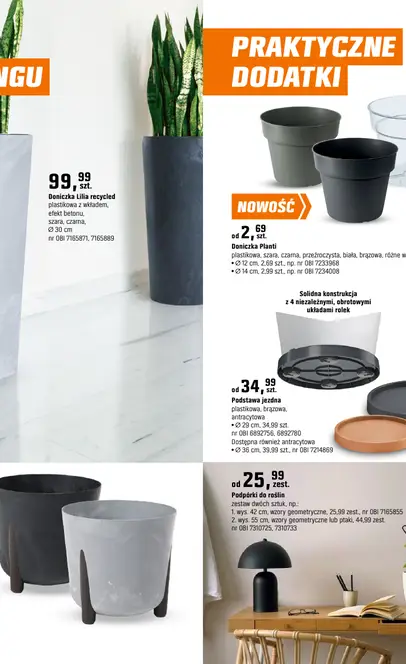 NGU
PRAKTYCZNE
DODATKI
99,99
szt.
Doniczka Lilia recycled
plastikowa z wkładem,
efekt betonu,
szara, czarna,
Ø 30 cm
nr OBI 7165871, 7165889
NOWOŚĆ
od 2,69
szt.
Doniczka Planti
plastikowa, szara, czarna, przeźroczysta, biała, brązowa, różne w
• Ø 12 cm, 2,69 szt., np. nr OBI 7233968
• Ø 14 cm, 2,99 szt., np. nr OBI 7234008
Solidna konstrukcja
z 4 niezależnymi, obrotowymi
układami rolek
od 34,99
szt.
Podstawa jezdna
plastikowa, brązowa,
antracytowa
• Ø 29 cm, 34,99 szt.
nr OBI 6892756, 6892780
Dostępna również antracytowa
• Ø 36 cm, 39,99 szt., nr OBI 7214869
od 25,99
zest.
Podpórki do roślin
zestaw dwóch sztuk, np.:
1. wys. 42 cm, wzory geometryczne, 25,99 zest., nr OBI 7165855
2. wys. 55 cm, wzory geometryczne lub ptaki, 44,99 zest.
nr OBI 7310725, 7310733